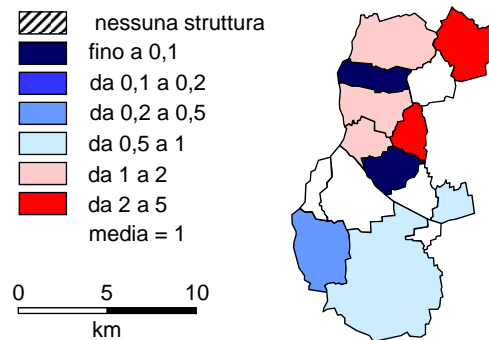 nessuna struttura
fino a 0,1
da 0,1 a 0,2
da 0,2 a 0,5
da 0,5 a 1
da 1 a 2
da 2 a 5
media = 1
0 5 10
km